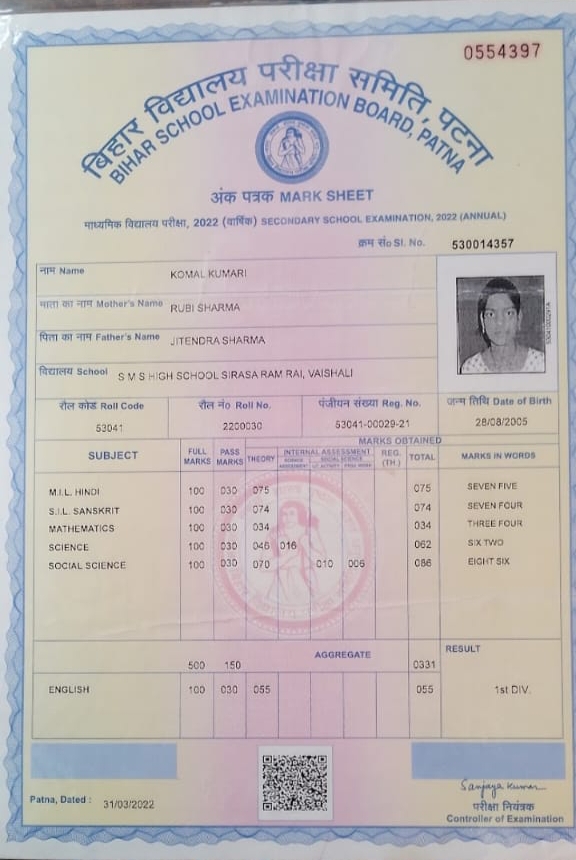 0554397
बिहार विद्यालय परीक्षा समिति, पटना
BIHAR SCHOOL EXAMINATION BOARD, PATNA
अंक पत्रक MARK SHEET
माध्यमिक विद्यालय परीक्षा, 2022 (वार्षिक) SECONDARY SCHOOL EXAMINATION, 2022 (ANNUAL)
क्रम सं० Sl. No. 530014357
नाम Name KOMAL KUMARI
माता का नाम Mother's Name RUBI SHARMA
पिता का नाम Father's Name JITENDRA SHARMA
विद्यालय School S M S HIGH SCHOOL SIRASA RAM RAI, VAISHALI
रौल कोड Roll Code रौल नं० Roll No. पंजीयन संख्या Reg. No. जन्म तिथि Date of Birth
53041 2200030 53041-00029-21 28/08/2005
MARKS OBTAINED
SUBJECT FULL MARKS PASS MARKS THEORY INTERNAL ASSESSMENT REG. (TH.) TOTAL MARKS IN WORDS
M.I.L. HINDI 100 030 075 075 SEVEN FIVE
S.I.L. SANSKRIT 100 030 074 074 SEVEN FOUR
MATHEMATICS 100 030 034 034 THREE FOUR
SCIENCE 100 030 046 016 062 SIX TWO
SOCIAL SCIENCE 100 030 070 010 006 086 EIGHT SIX
AGGREGATE RESULT
500 150 0331
ENGLISH 100 030 055 055 1st DIV.
Sanjaya Kumar
Patna, Dated : 31/03/2022
परीक्षा नियंत्रक
Controller of Examination